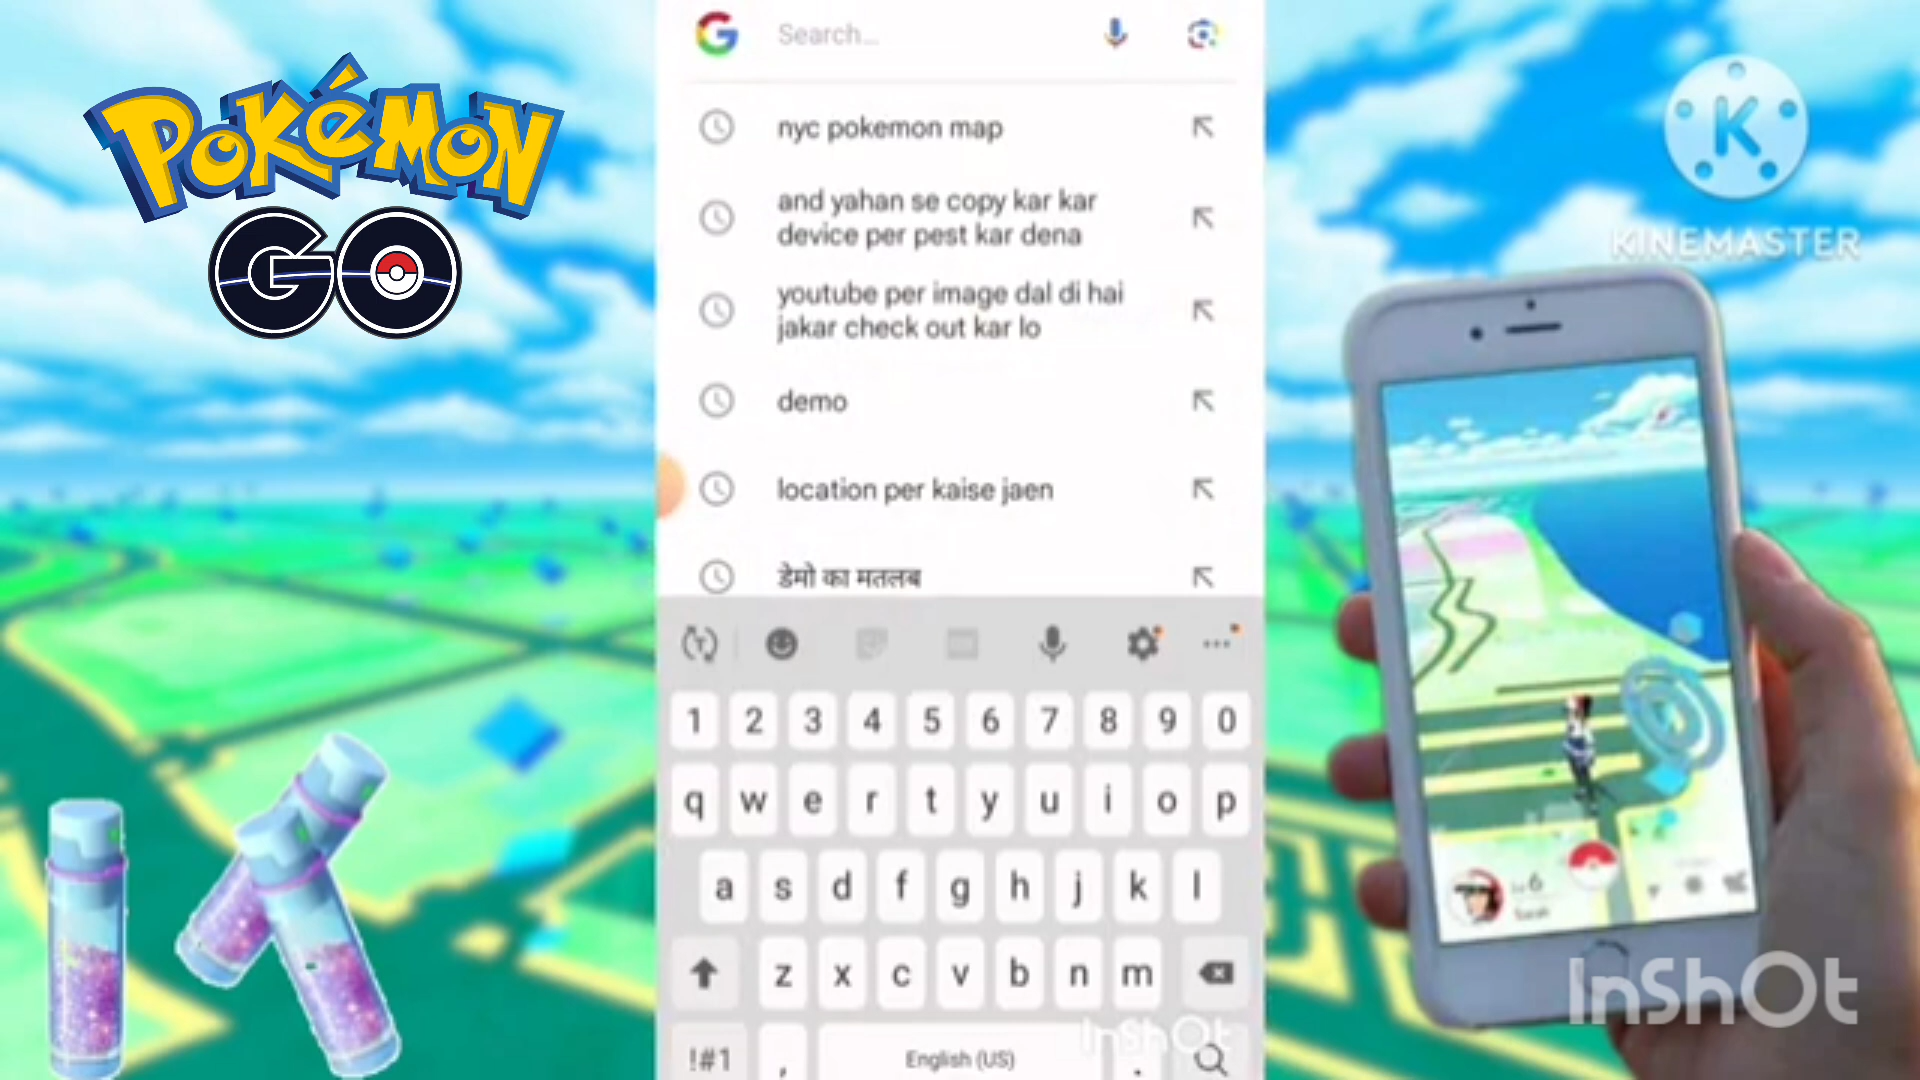 POKéMON
GO
Search...
nyc pokemon map
and yahan se copy kar kar
device per pest kar dena
youtube per image dal di hai
jakar check out kar lo
demo
location per kaise jaen
डेमो का मतलब
1 2 3 4 5 6 7 8 9 0
q w e r t y u i o p
a s d f g h j k l
z x c v b n m
!#1 , English (US) .
InShOt
K
KINEMASTER
6
InShOt